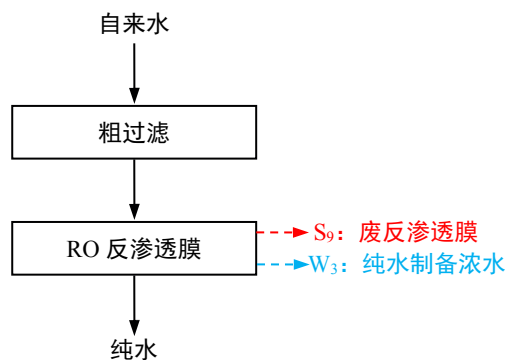 自来水
粗过滤
RO 反渗透膜
S₉：废反渗透膜
W₃：纯水制备浓水
纯水